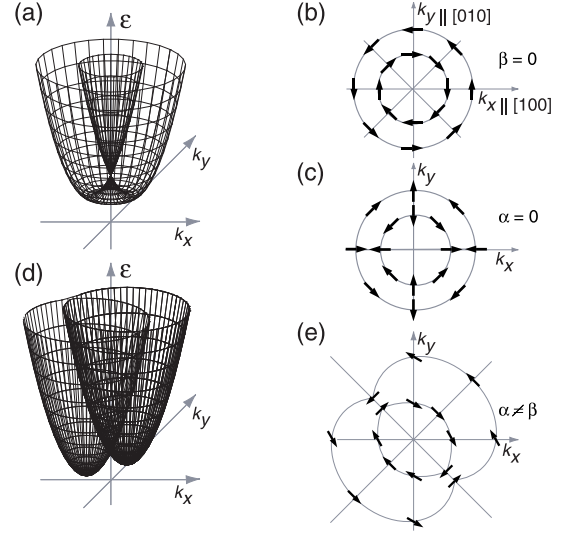 (a)
ε
k_y
k_x
(b)
k_y || [010]
β = 0
k_x || [100]
(c)
k_y
α = 0
k_x
(d)
ε
k_y
k_x
(e)
k_y
α ≠ β
k_x